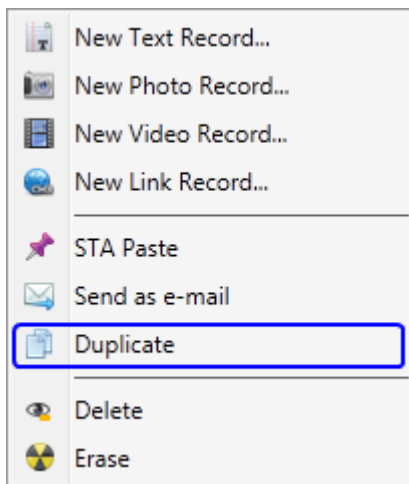 New Text Record...
New Photo Record...
New Video Record...
New Link Record...
STA Paste
Send as e-mail
Duplicate
Delete
Erase